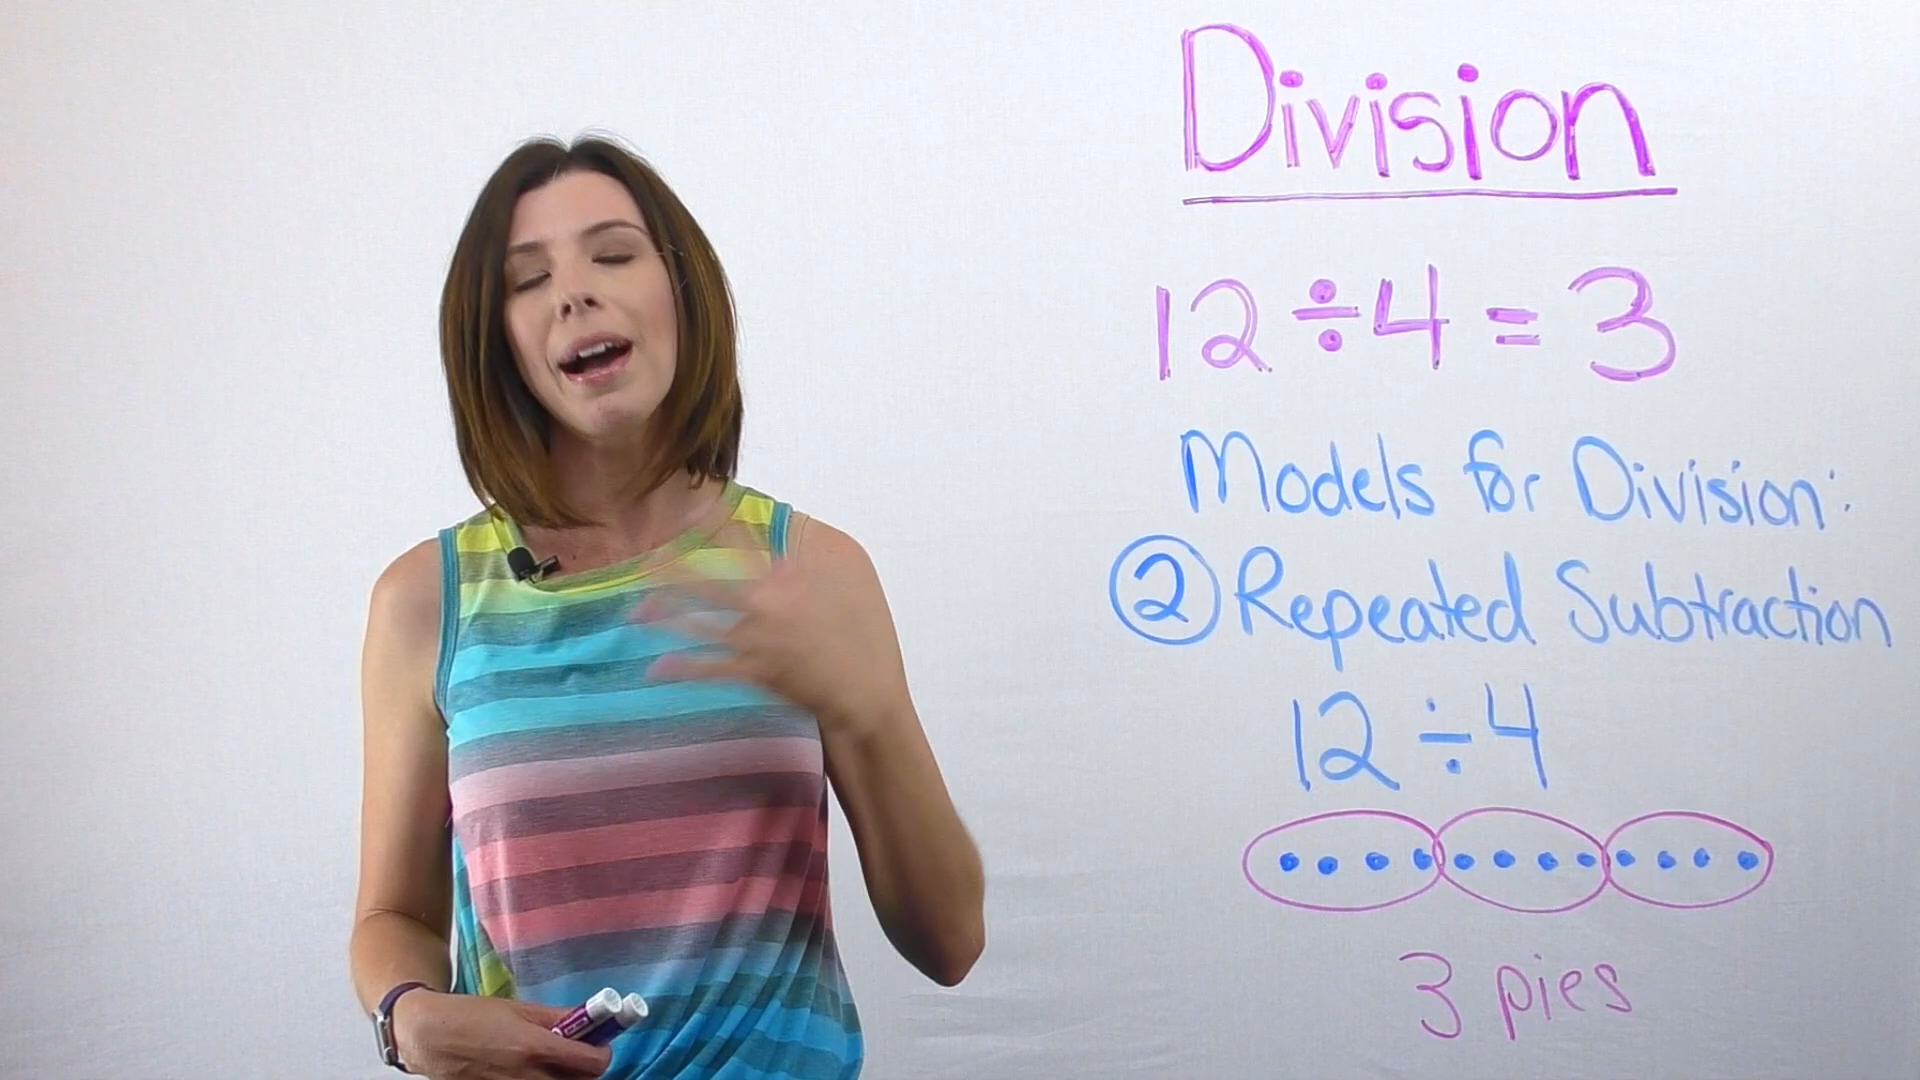 Division
12 ÷ 4 = 3
Models for Division:
② Repeated Subtraction
12 ÷ 4
3 pies